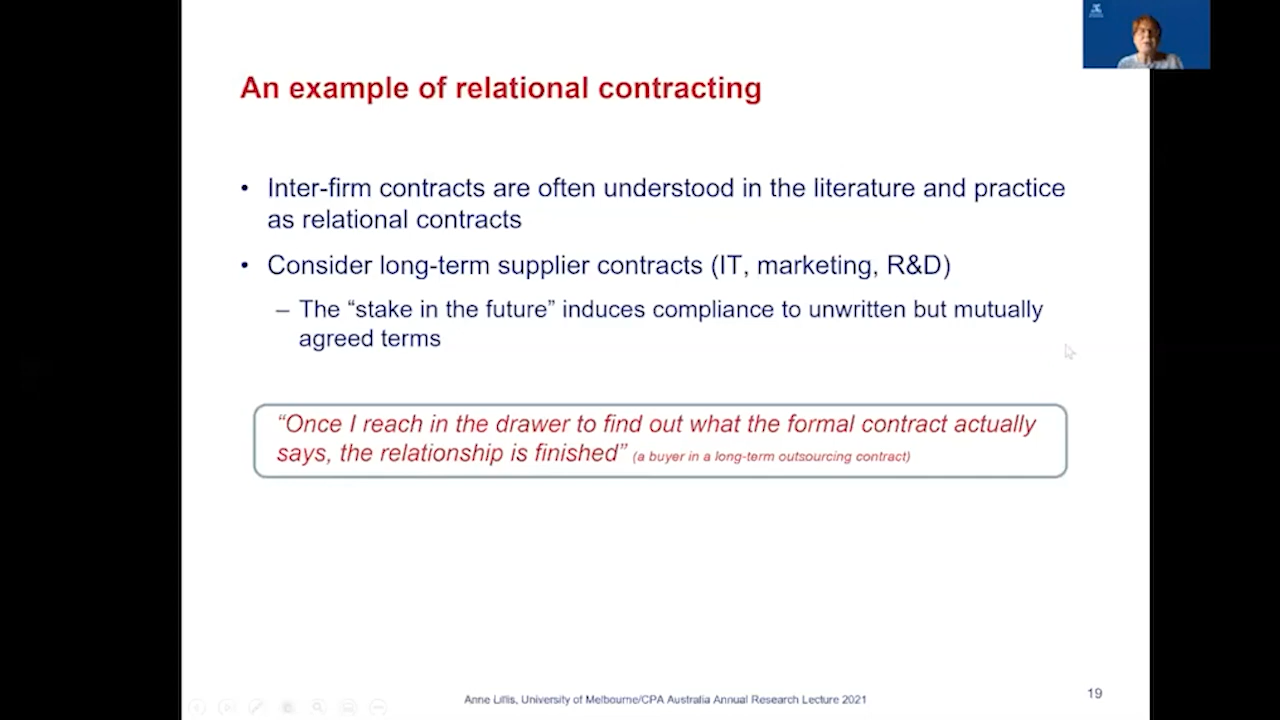 An example of relational contracting
• Inter-firm contracts are often understood in the literature and practice
as relational contracts
• Consider long-term supplier contracts (IT, marketing, R&D)
– The “stake in the future” induces compliance to unwritten but mutually
agreed terms
“Once I reach in the drawer to find out what the formal contract actually
says, the relationship is finished” (a buyer in a long-term outsourcing contract)
Anne Lillis, University of Melbourne/CPA Australia Annual Research Lecture 2021
19